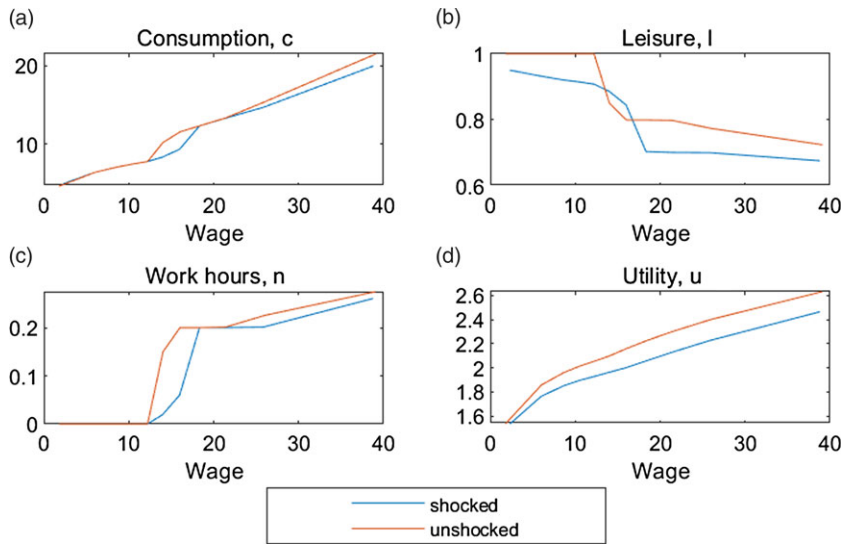 (a)
Consumption, c
20
10
0 10 20 30 40
Wage
(b)
Leisure, l
1
0.8
0.6
0 10 20 30 40
Wage
(c)
Work hours, n
0.2
0.1
0
0 10 20 30 40
Wage
(d)
Utility, u
2.6
2.4
2.2
2
1.8
1.6
0 10 20 30 40
Wage
shocked
unshocked